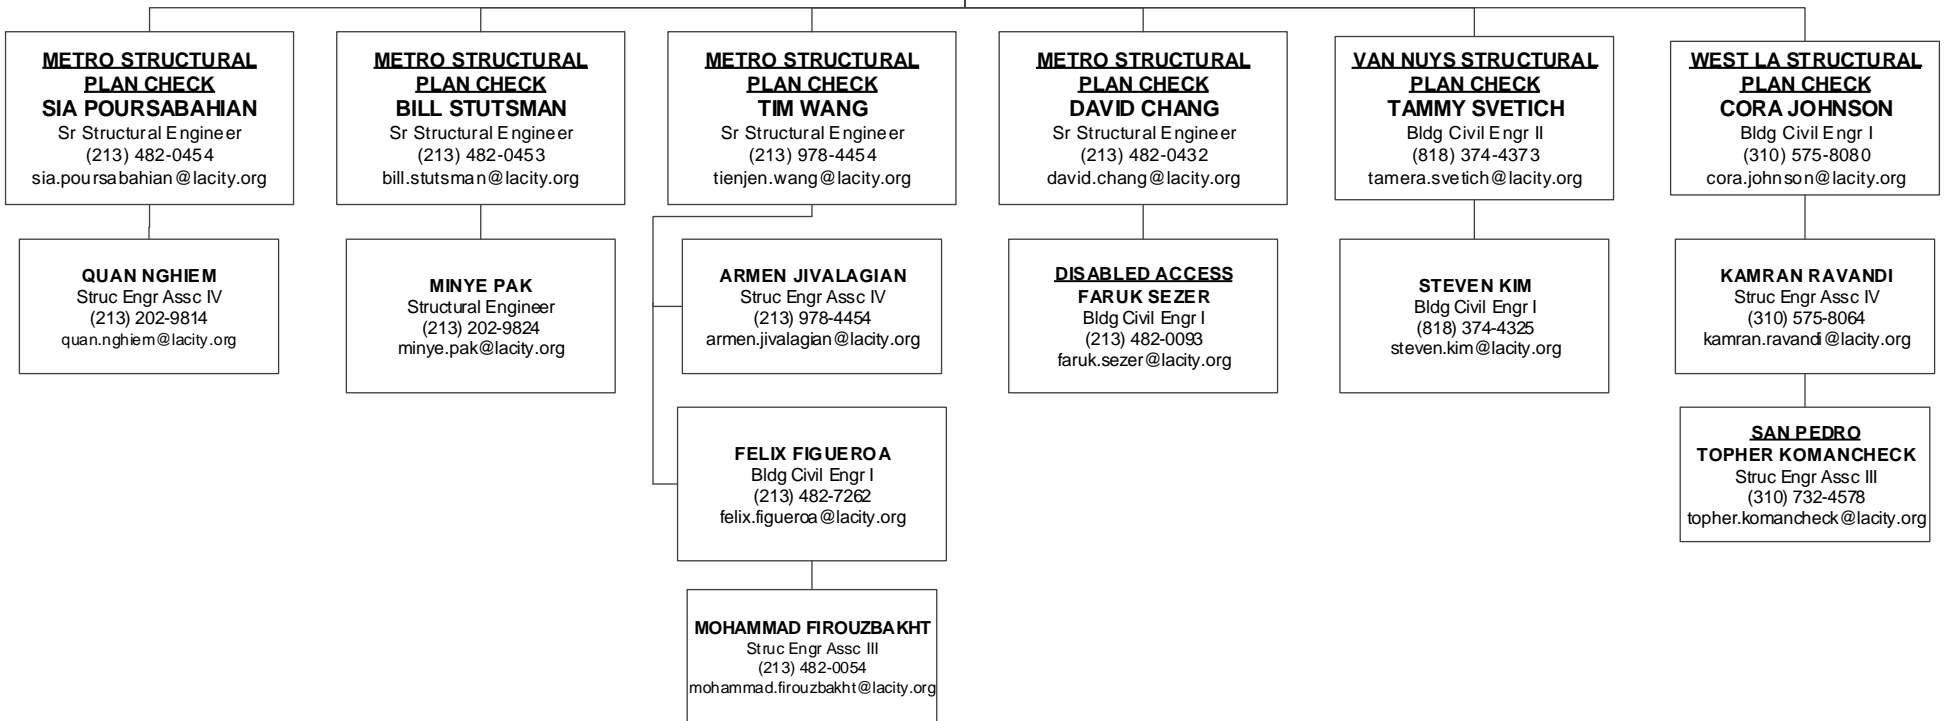 METRO STRUCTURAL
PLAN CHECK
SIA POURSABAHIAN
Sr Structural Engineer
(213) 482-0454
sia.poursabahian@lacity.org
METRO STRUCTURAL
PLAN CHECK
BILL STUTSMAN
Sr Structural Engineer
(213) 482-0453
bill.stutsman@lacity.org
METRO STRUCTURAL
PLAN CHECK
TIM WANG
Sr Structural Engineer
(213) 978-4454
tienjen.wang@lacity.org
METRO STRUCTURAL
PLAN CHECK
DAVID CHANG
Sr Structural Engineer
(213) 482-0432
david.chang@lacity.org
VAN NUYS STRUCTURAL
PLAN CHECK
TAMMY SVETICH
Bldg Civil Engr II
(818) 374-4373
tamera.svetich@lacity.org
WEST LA STRUCTURAL
PLAN CHECK
CORA JOHNSON
Bldg Civil Engr I
(310) 575-8080
cora.johnson@lacity.org
QUAN NGHIEM
Struc Engr Assc IV
(213) 202-9814
quan.nghiem@lacity.org
MINYE PAK
Structural Engineer
(213) 202-9824
minye.pak@lacity.org
ARMEN JIVALAGIAN
Struc Engr Assc IV
(213) 978-4454
armen.jivalagian@lacity.org
DISABLED ACCESS
FARUK SEZER
Bldg Civil Engr I
(213) 482-0093
faruk.sezer@lacity.org
STEVEN KIM
Bldg Civil Engr I
(818) 374-4325
steven.kim@lacity.org
KAMRAN RAVANDI
Struc Engr Assc IV
(310) 575-8064
kamran.ravandi@lacity.org
FELIX FIGUEROA
Bldg Civil Engr I
(213) 482-7262
felix.figueroa@lacity.org
SAN PEDRO
TOPHER KOMANCHECK
Struc Engr Assc III
(310) 732-4578
topher.komancheck@lacity.org
MOHAMMAD FIROUZBAKHT
Struc Engr Assc III
(213) 482-0054
mohammad.firouzbakht@lacity.org